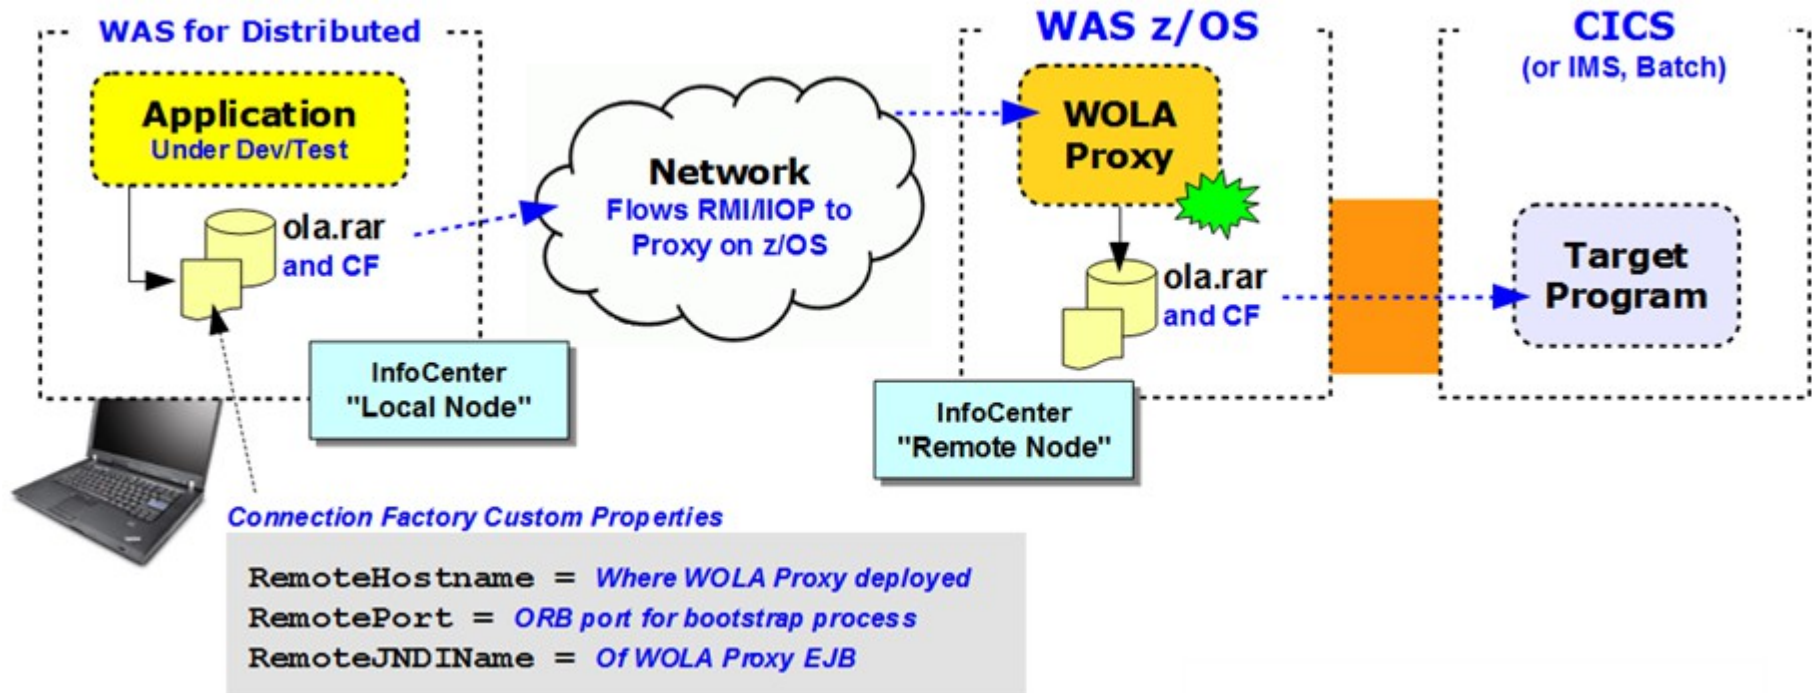 WAS for Distributed
Application
Under Dev/Test
ola.rar
and CF
InfoCenter
"Local Node"
Network
Flows RMI/IIOP to
Proxy on z/OS
WAS z/OS
WOLA
Proxy
ola.rar
and CF
InfoCenter
"Remote Node"
CICS
(or IMS, Batch)
Target
Program
Connection Factory Custom Properties
RemoteHostname = Where WOLA Proxy deployed
RemotePort = ORB port for bootstrap process
RemoteJNDIName = Of WOLA Proxy EJB